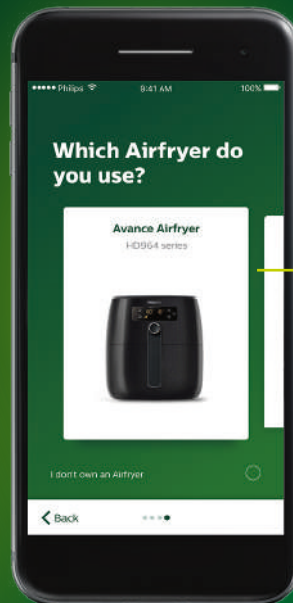 Philips 9:41 AM 100%
Which Airfryer do
you use?
Avance Airfryer
HD964 series
I don't own an Airfryer
Back